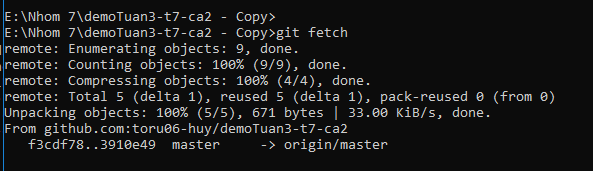 E:\Nhom 7\demoTuan3-t7-ca2 - Copy>
E:\Nhom 7\demoTuan3-t7-ca2 - Copy>git fetch
remote: Enumerating objects: 9, done.
remote: Counting objects: 100% (9/9), done.
remote: Compressing objects: 100% (4/4), done.
remote: Total 5 (delta 1), reused 5 (delta 1), pack-reused 0 (from 0)
Unpacking objects: 100% (5/5), 671 bytes | 33.00 KiB/s, done.
From github.com:toru06-huy/demoTuan3-t7-ca2
   f3cdf78..3910e49  master     -> origin/master